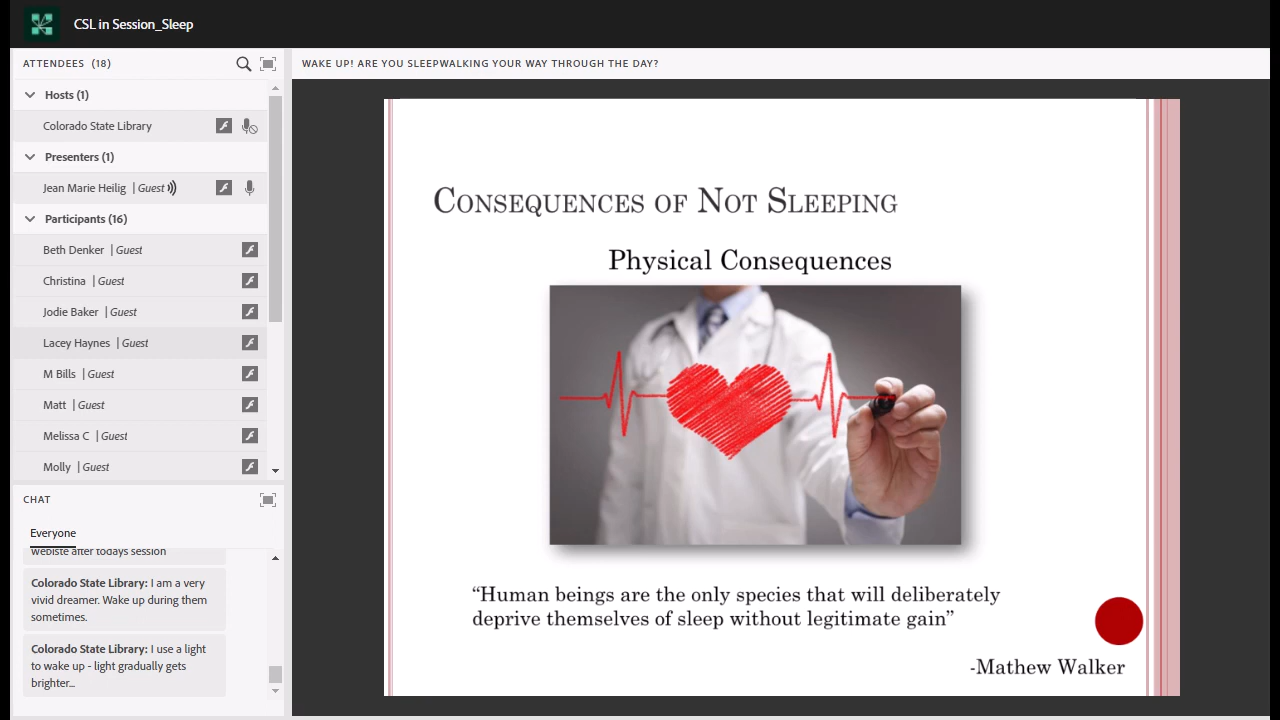 CSL in Session_Sleep
ATTENDEES (18)
Hosts (1)
Colorado State Library
Presenters (1)
Jean Marie Heilig | Guest
Participants (16)
Beth Denker | Guest
Christina | Guest
Jodie Baker | Guest
Lacey Haynes | Guest
M Bills | Guest
Matt | Guest
Melissa C | Guest
Molly | Guest
CHAT
Everyone
webiste after todays session
Colorado State Library: I am a very
vivid dreamer. Wake up during them
sometimes.
Colorado State Library: I use a light
to wake up - light gradually gets
brighter...
WAKE UP! ARE YOU SLEEPWALKING YOUR WAY THROUGH THE DAY?
CONSEQUENCES OF NOT SLEEPING
Physical Consequences
“Human beings are the only species that will deliberately
deprive themselves of sleep without legitimate gain”
-Mathew Walker